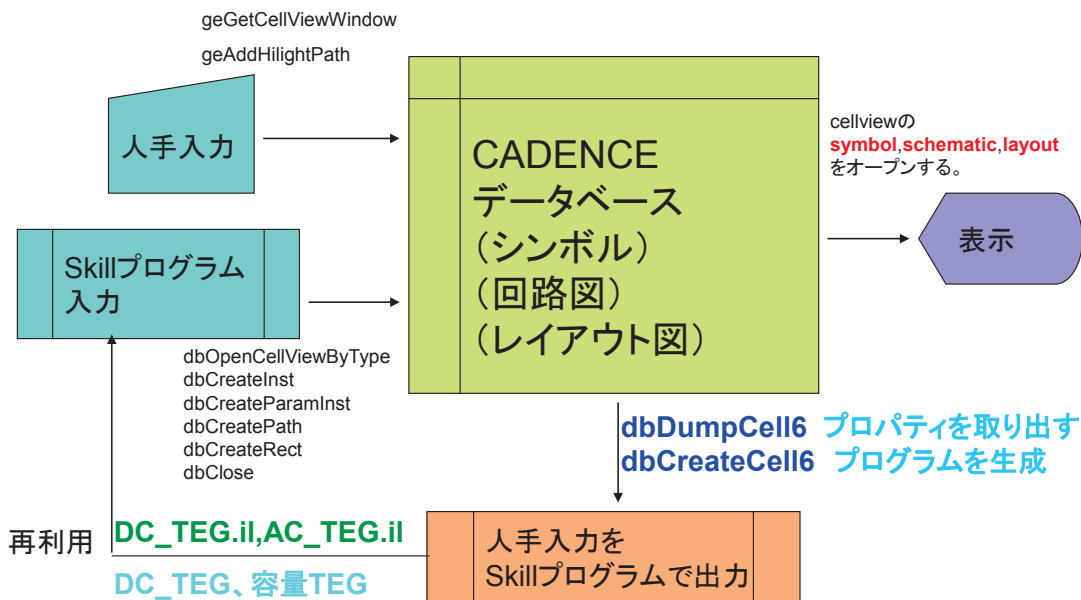 geGetCellViewWindow
geAddHilightPath
人手入力
CADENCE
データベース
(シンボル)
(回路図)
(レイアウト図)
cellviewの
symbol,schematic,layout
をオープンする。
表示
Skillプログラム
入力
dbOpenCellViewByType
dbCreateInst
dbCreateParamInst
dbCreatePath
dbCreateRect
dbClose
dbDumpCell6 プロパティを取り出す
dbCreateCell6 プログラムを生成
再利用
DC_TEG.il,AC_TEG.il
DC_TEG、容量TEG
人手入力を
Skillプログラムで出力